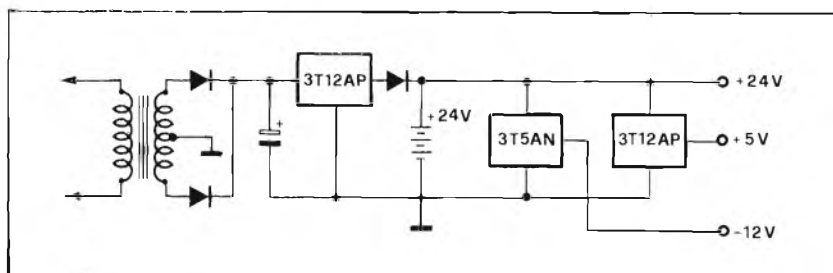 3T12AP
+
+24V
+24V
3T5AN
3T12AP
+5V
-12V